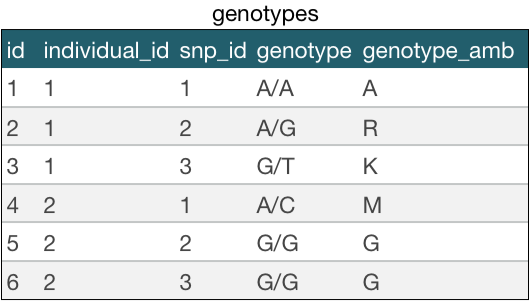 genotypes
id individual_id snp_id genotype genotype_amb
1 1 1 A/A A
2 1 2 A/G R
3 1 3 G/T K
4 2 1 A/C M
5 2 2 G/G G
6 2 3 G/G G